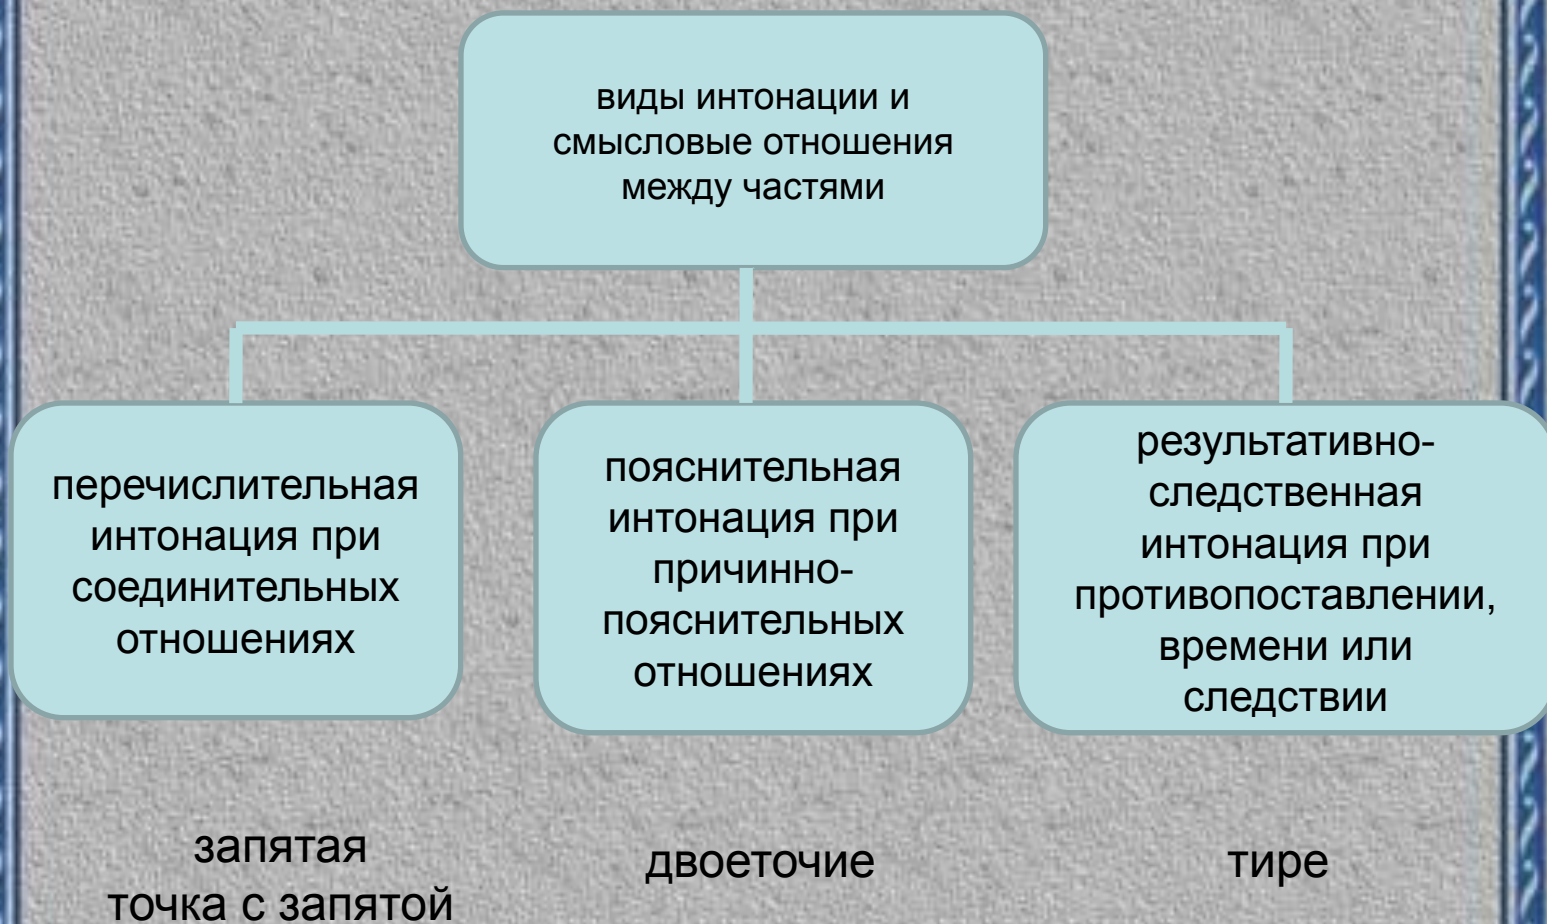 виды интонации и
смысловые отношения
между частями
перечислительная
интонация при
соединительных
отношениях
пояснительная
интонация при
причинно-
пояснительных
отношениях
результативно-
следственная
интонация при
противопоставлении,
времени или
следствии
запятая
точка с запятой
двоеточие
тире